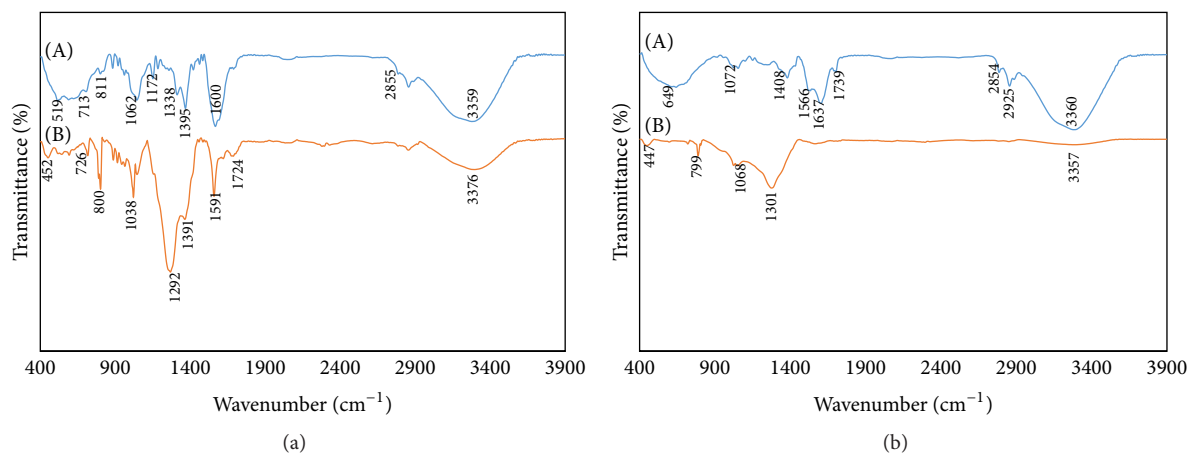 (A)
519
713
811
1062
1172
1338
1395
1600
2855
3359
(B)
452
726
800
1038
1292
1391
1591
1724
3376
Transmittance (%)
400 900 1400 1900 2400 2900 3400 3900
Wavenumber (cm⁻¹)
(a)
(A)
649
1072
1408
1566
1637
1739
2854
2925
3360
(B)
447
799
1068
1301
3357
Transmittance (%)
400 900 1400 1900 2400 2900 3400 3900
Wavenumber (cm⁻¹)
(b)